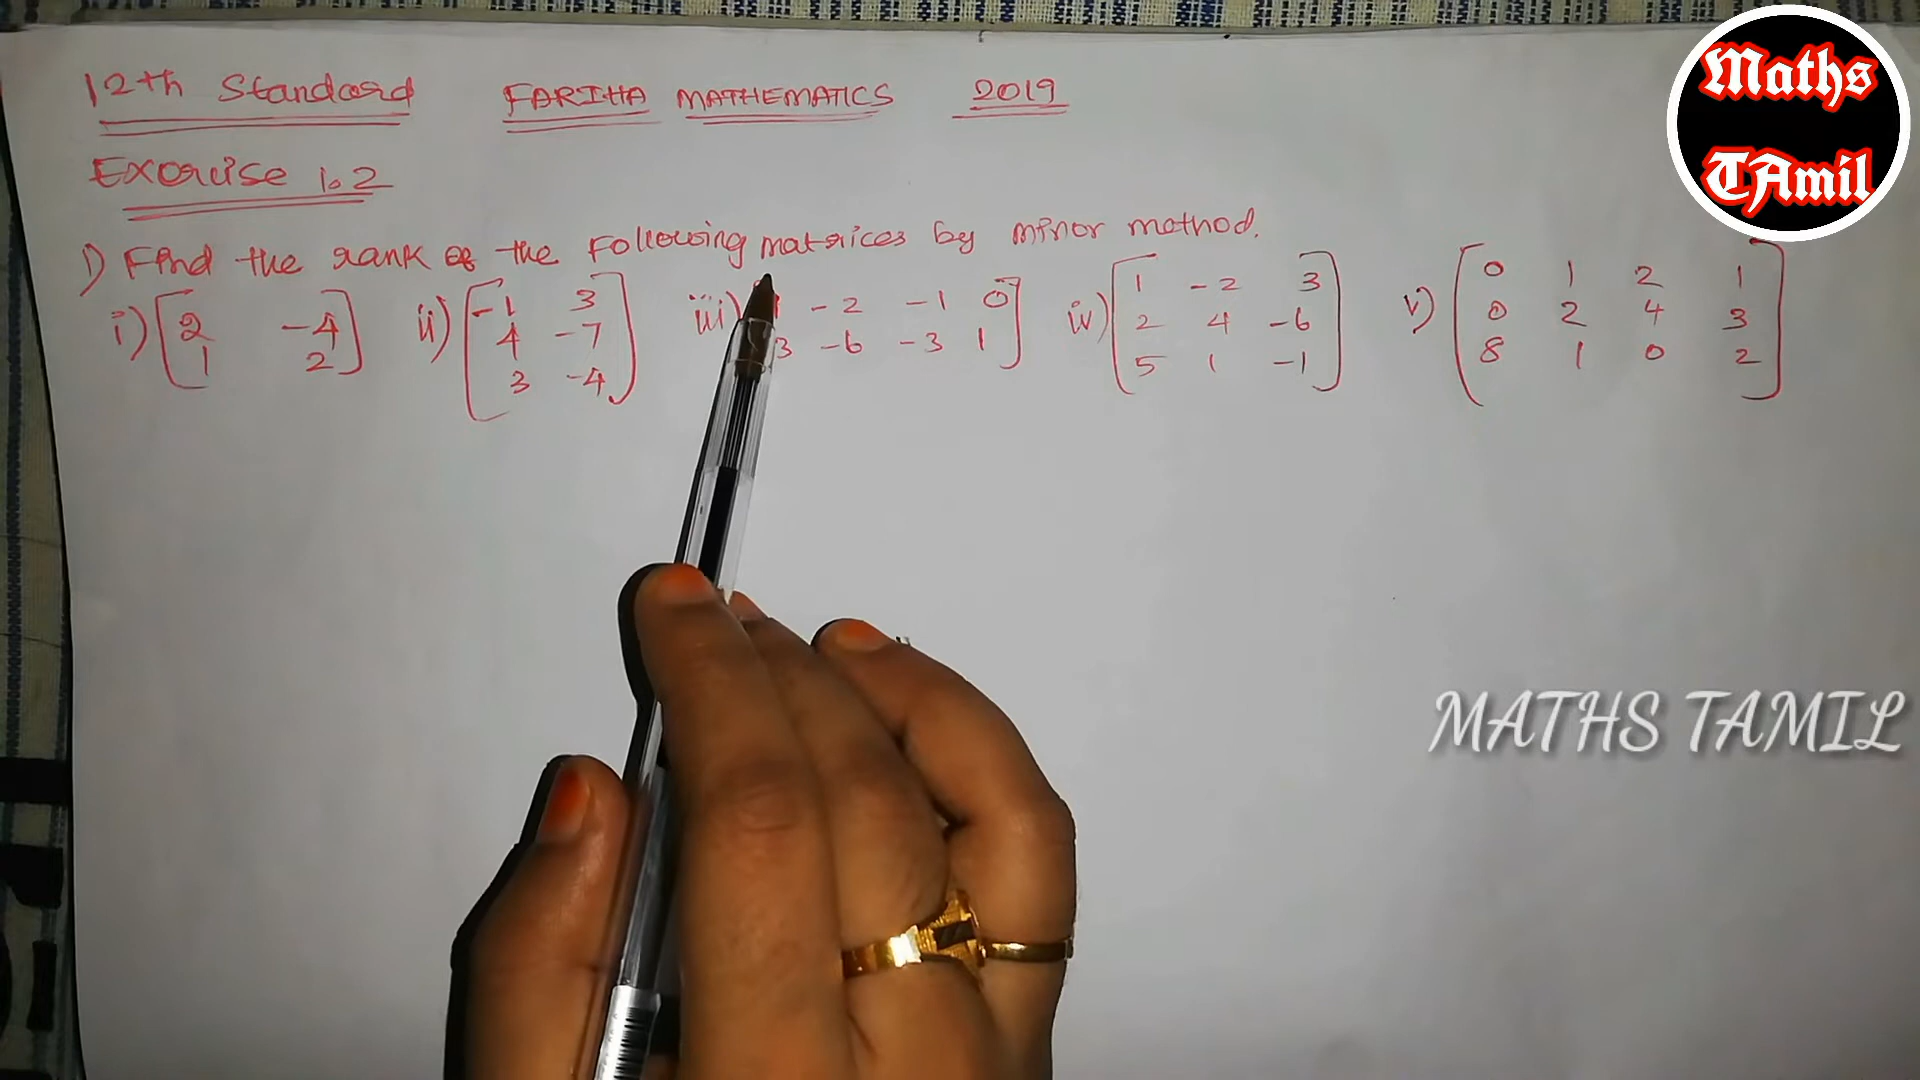 12th Standard FARIHA MATHEMATICS 2019
Exercise 1.2
1) Find the rank of the following matrices by minor method.
i) [2 -4
1 2]
ii) [-1 3
4 -7
3 -4]
iii) 1 -2 -1 0]
3 -6 -3 1
iv) [1 -2 3
2 4 -6
5 1 -1]
v) [0 1 2 1
0 2 4 3
8 1 0 2]
Maths
TAmil
MATHS TAMIL